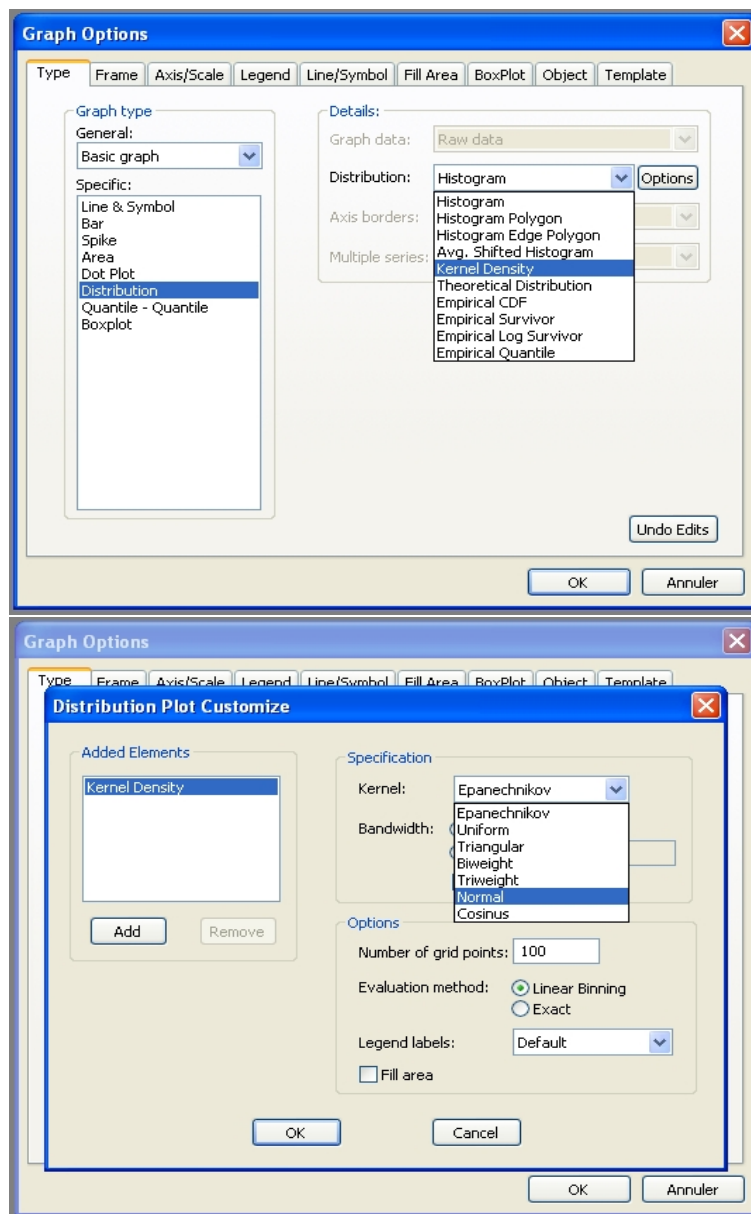 Graph Options
Type Frame Axis/Scale Legend Line/Symbol Fill Area BoxPlot Object Template
Graph type
General:
Basic graph
Specific:
Line & Symbol
Bar
Spike
Area
Dot Plot
Distribution
Quantile - Quantile
Boxplot
Details:
Graph data: Raw data
Distribution: Histogram Options
Axis borders:
Multiple series:
Histogram
Histogram Polygon
Histogram Edge Polygon
Avg. Shifted Histogram
Kernel Density
Theoretical Distribution
Empirical CDF
Empirical Survivor
Empirical Log Survivor
Empirical Quantile
Undo Edits
OK Annuler
Graph Options
Type Frame Axis/Scale Legend Line/Symbol Fill Area BoxPlot Object Template
Distribution Plot Customize
Added Elements
Kernel Density
Add Remove
Specification
Kernel: Epanechnikov
Bandwidth:
Epanechnikov
Uniform
Triangular
Biweight
Triweight
Normal
Cosinus
Options
Number of grid points: 100
Evaluation method: Linear Binning
Exact
Legend labels: Default
Fill area
OK Cancel
OK Annuler